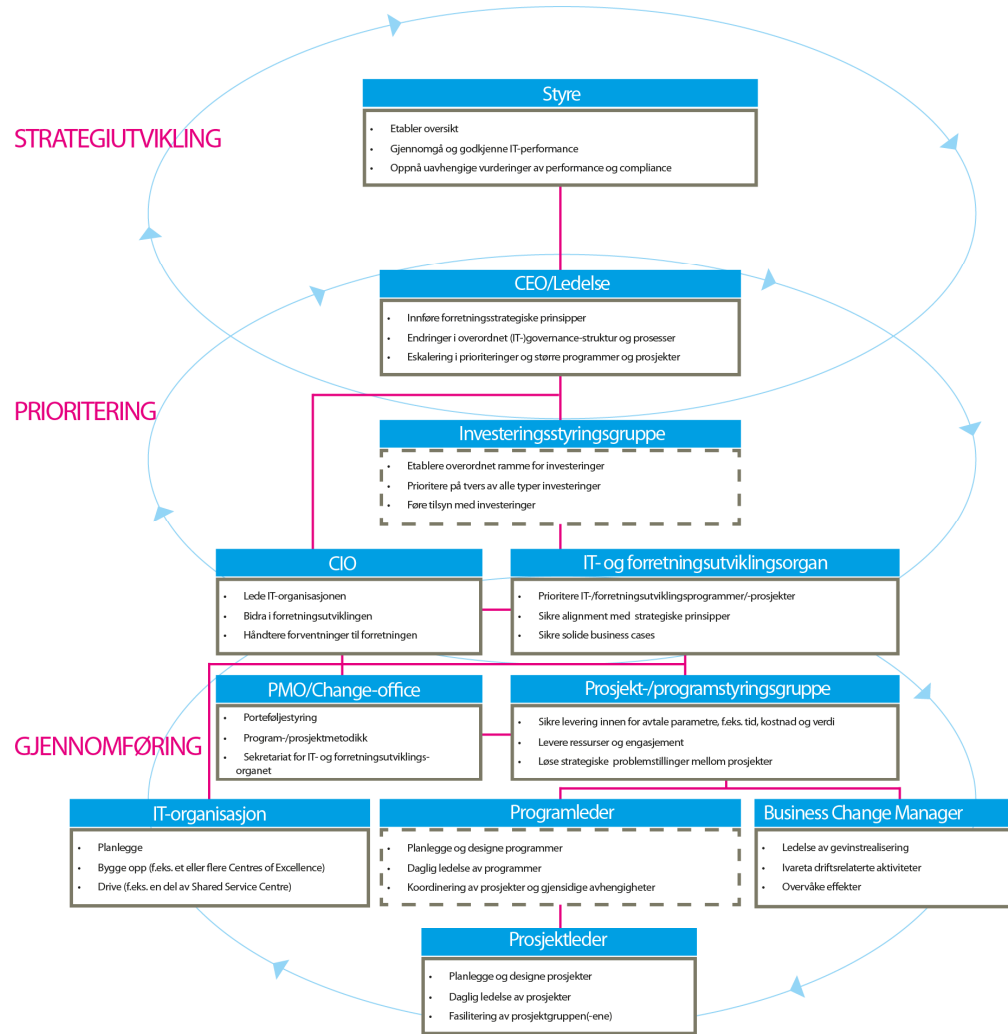 Styre
STRATEGIUTVIKLING
• Etabler oversikt
• Gjennomgå og godkjenne IT-performance
• Oppnå uavhengige vurderinger av performance og compliance
CEO/Ledelse
• Innføre forretningsstrategiske prinsipper
• Endringer i overordnet (IT-)governance-struktur og prosesser
• Eskalering i prioriteringer og større programmer og prosjekter
PRIORITERING
Investeringsstyringsgruppe
• Etablere overordnet ramme for investeringer
• Prioritere på tvers av alle typer investeringer
• Føre tilsyn med investeringer
CIO
• Lede IT-organisasjonen
• Bidra i forretningsutviklingen
• Håndtere forventninger til forretningen
IT- og forretningsutviklingsorgan
• Prioritere IT-/forretningsutviklingsprogrammer/-prosjekter
• Sikre alignment med strategiske prinsipper
• Sikre solide business cases
PMO/Change-office
• Porteføljestyring
• Program-/prosjektmetodikk
• Sekretariat for IT- og forretningsutviklings-
organet
Prosjekt-/programstyringsgruppe
• Sikre levering innen for avtale parametre, f.eks. tid, kostnad og verdi
• Levere ressurser og engasjement
• Løse strategiske problemstillinger mellom prosjekter
GJENNOMFØRING
IT-organisasjon
• Planlegge
• Bygge opp (f.eks. et eller flere Centres of Excellence)
• Drive (f.eks. en del av Shared Service Centre)
Programleder
• Planlegge og designe programmer
• Daglig ledelse av programmer
• Koordinering av prosjekter og gjensidige avhengigheter
Business Change Manager
• Ledelse av gevinstrealisering
• Ivareta driftsrelaterte aktiviteter
• Overvåke effekter
Prosjektleder
• Planlegge og designe prosjekter
• Daglig ledelse av prosjekter
• Fasilitering av prosjektgruppen(-ene)